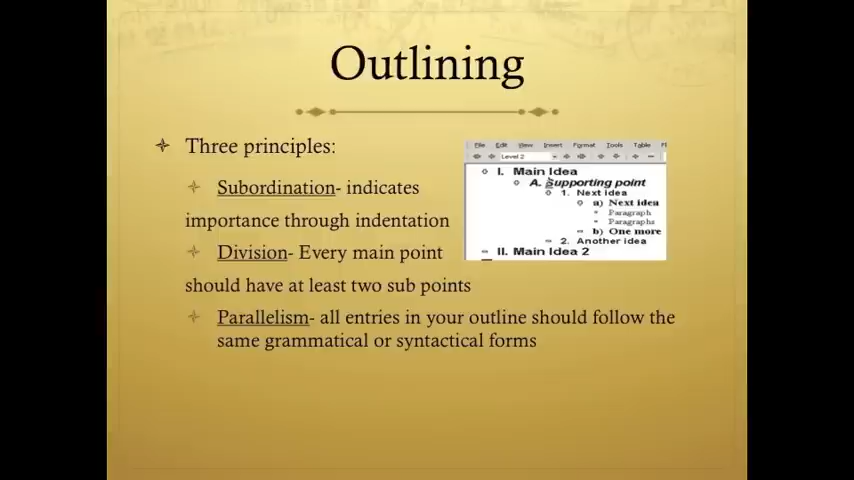 Outlining
Three principles:
Subordination- indicates
importance through indentation
Division- Every main point
should have at least two sub points
Parallelism- all entries in your outline should follow the
same grammatical or syntactical forms
File Edit View Insert Format Tools Table
Level 2
I. Main Idea
A. Supporting point
1. Next idea
a) Next idea
Paragraph
Paragraphs
b) One more
2. Another idea
II. Main Idea 2